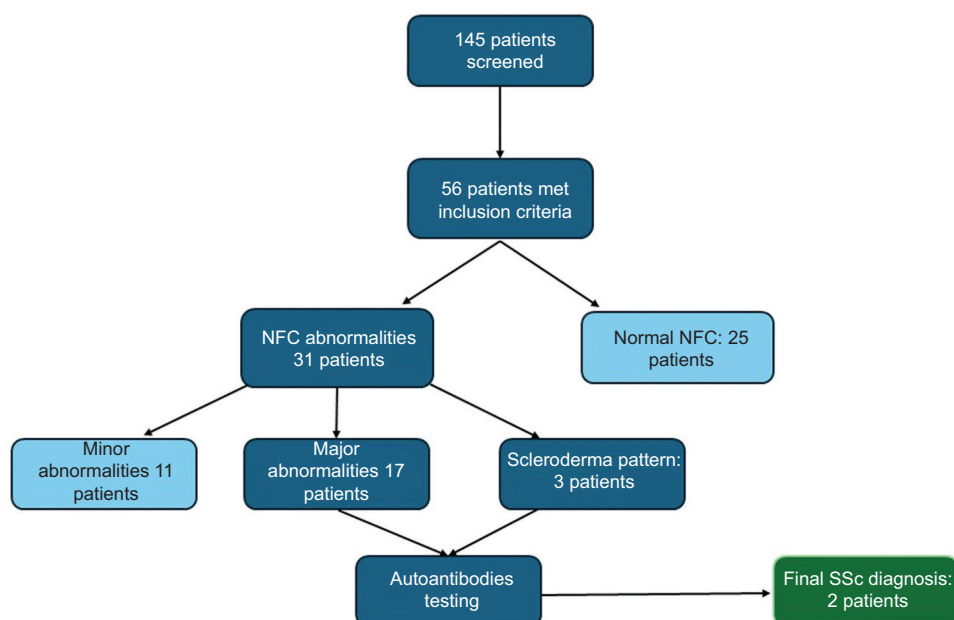 145 patients
screened
56 patients met
inclusion criteria
NFC abnormalities
31 patients
Normal NFC: 25
patients
Minor
abnormalities 11
patients
Major
abnormalities 17
patients
Scleroderma pattern:
3 patients
Autoantibodies
testing
Final SSc diagnosis:
2 patients